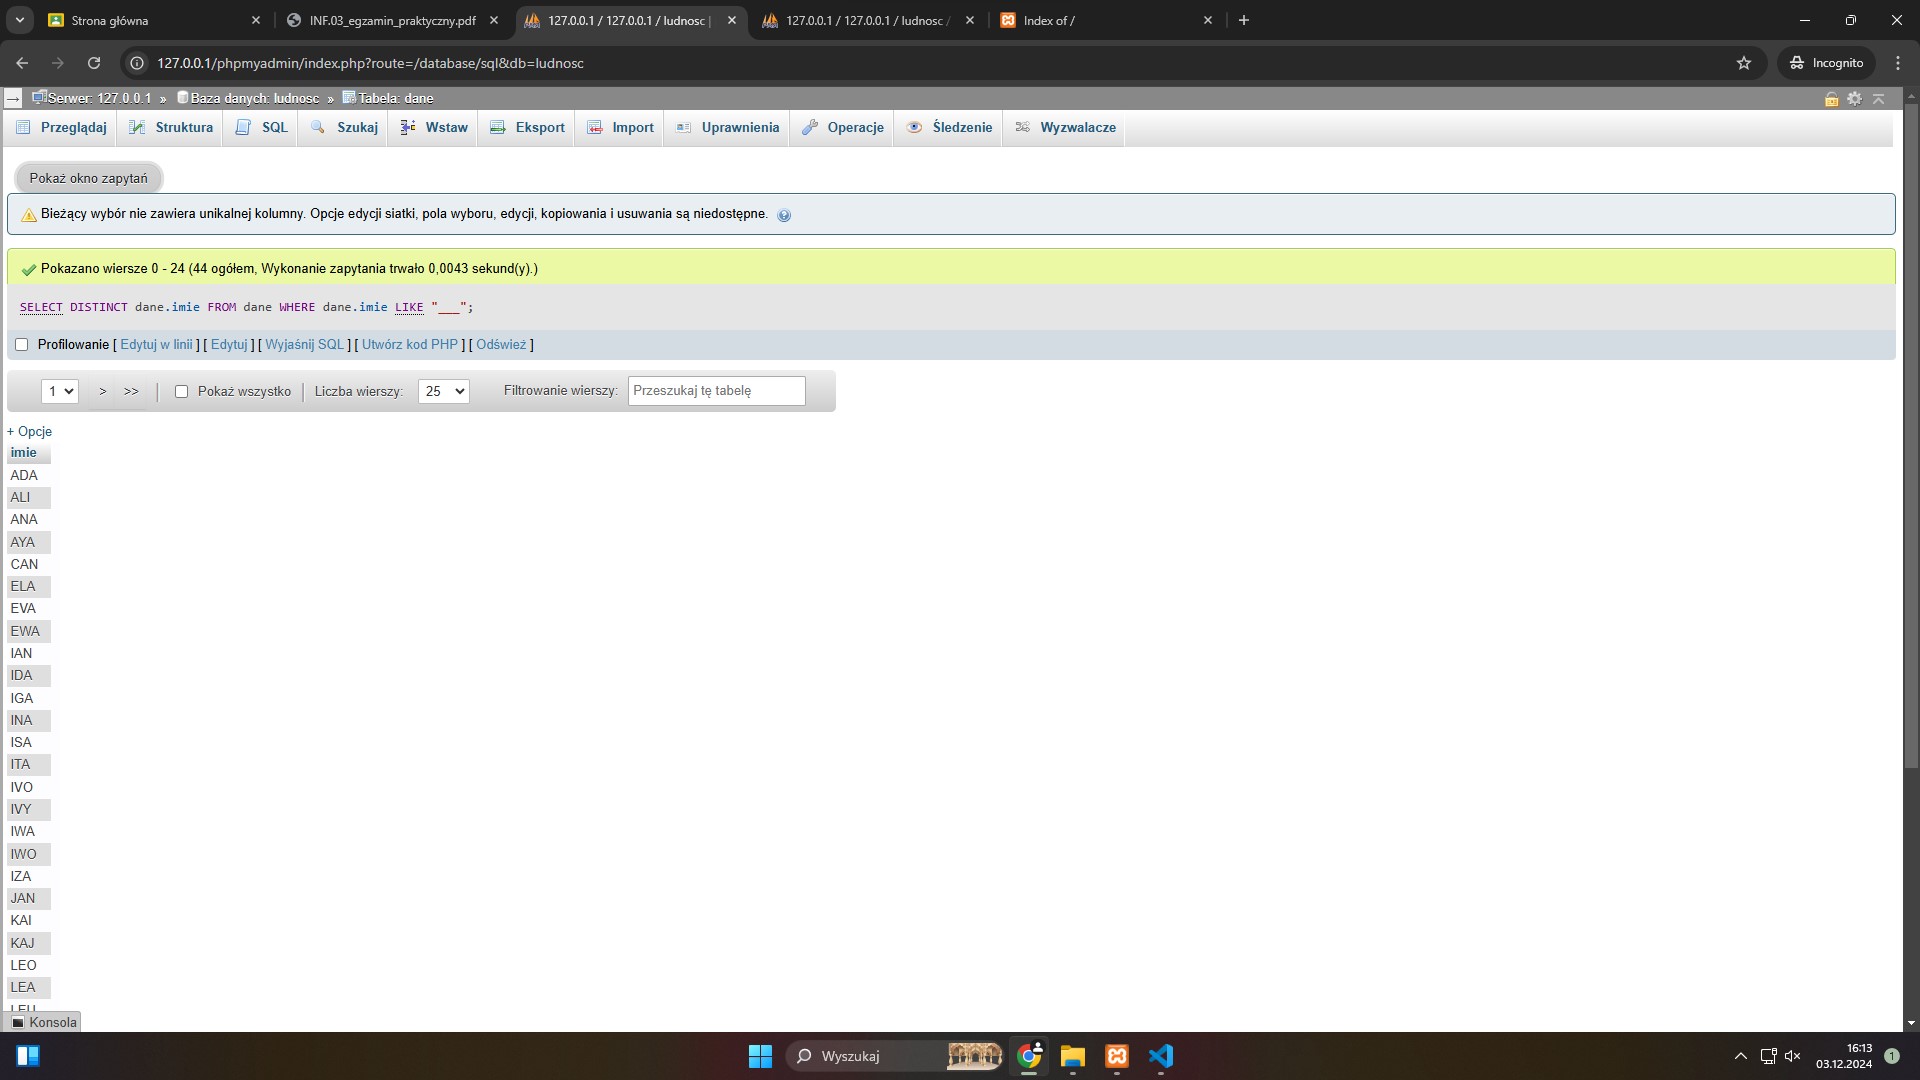 Strona główna
INF.03_egzamin_praktyczny.pdf
127.0.0.1 / 127.0.0.1 / ludnosc |
127.0.0.1 / 127.0.0.1 / ludnosc /
Index of /
127.0.0.1/phpmyadmin/index.php?route=/database/sql&db=ludnosc
Incognito
Serwer: 127.0.0.1 » Baza danych: ludnosc » Tabela: dane
Przeglądaj Struktura SQL Szukaj Wstaw Eksport Import Uprawnienia Operacje Śledzenie Wyzwalacze
Pokaż okno zapytań
Bieżący wybór nie zawiera unikalnej kolumny. Opcje edycji siatki, pola wyboru, edycji, kopiowania i usuwania są niedostępne.
Pokazano wiersze 0 - 24 (44 ogółem, Wykonanie zapytania trwało 0,0043 sekund(y).)
SELECT DISTINCT dane.imie FROM dane WHERE dane.imie LIKE "___";
Profilowanie [ Edytuj w linii ] [ Edytuj ] [ Wyjaśnij SQL ] [ Utwórz kod PHP ] [ Odśwież ]
1 > >> | Pokaż wszystko | Liczba wierszy: 25 Filtrowanie wierszy: Przeszukaj tę tabelę
+ Opcje
imie
ADA
ALI
ANA
AYA
CAN
ELA
EVA
EWA
IAN
IDA
IGA
INA
ISA
ITA
IVO
IVY
IWA
IWO
IZA
JAN
KAI
KAJ
LEO
LEA
Konsola
Wyszukaj
16:13
03.12.2024
1